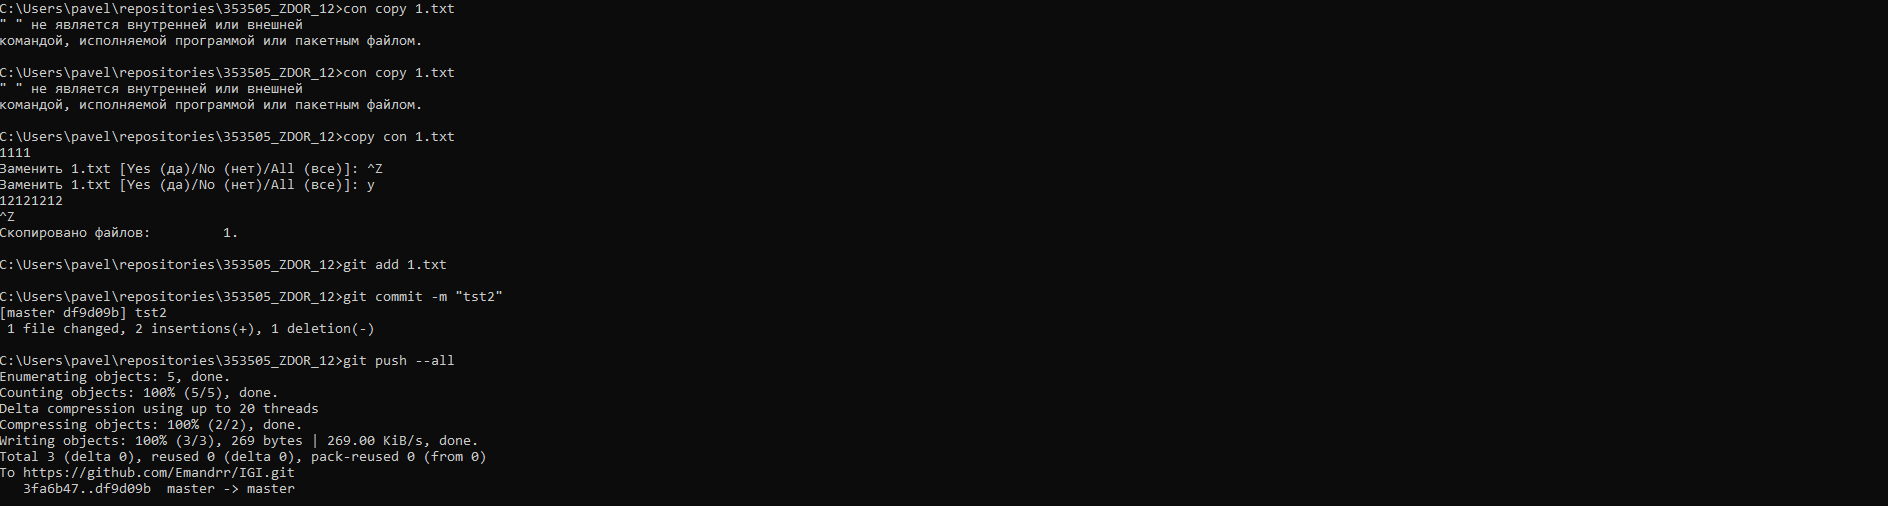 C:\Users\pavel\repositories\353505_ZDOR_12>con copy 1.txt
" " не является внутренней или внешней
командой, исполняемой программой или пакетным файлом.
C:\Users\pavel\repositories\353505_ZDOR_12>con copy 1.txt
" " не является внутренней или внешней
командой, исполняемой программой или пакетным файлом.
C:\Users\pavel\repositories\353505_ZDOR_12>copy con 1.txt
1111
Заменить 1.txt [Yes (да)/No (нет)/All (все)]: ^Z
Заменить 1.txt [Yes (да)/No (нет)/All (все)]: y
12121212
^Z
Скопировано файлов:         1.
C:\Users\pavel\repositories\353505_ZDOR_12>git add 1.txt
C:\Users\pavel\repositories\353505_ZDOR_12>git commit -m "tst2"
[master df9d09b] tst2
 1 file changed, 2 insertions(+), 1 deletion(-)
C:\Users\pavel\repositories\353505_ZDOR_12>git push --all
Enumerating objects: 5, done.
Counting objects: 100% (5/5), done.
Delta compression using up to 20 threads
Compressing objects: 100% (2/2), done.
Writing objects: 100% (3/3), 269 bytes | 269.00 KiB/s, done.
Total 3 (delta 0), reused 0 (delta 0), pack-reused 0 (from 0)
To https://github.com/Emandrr/IGI.git
   3fa6b47..df9d09b  master -> master